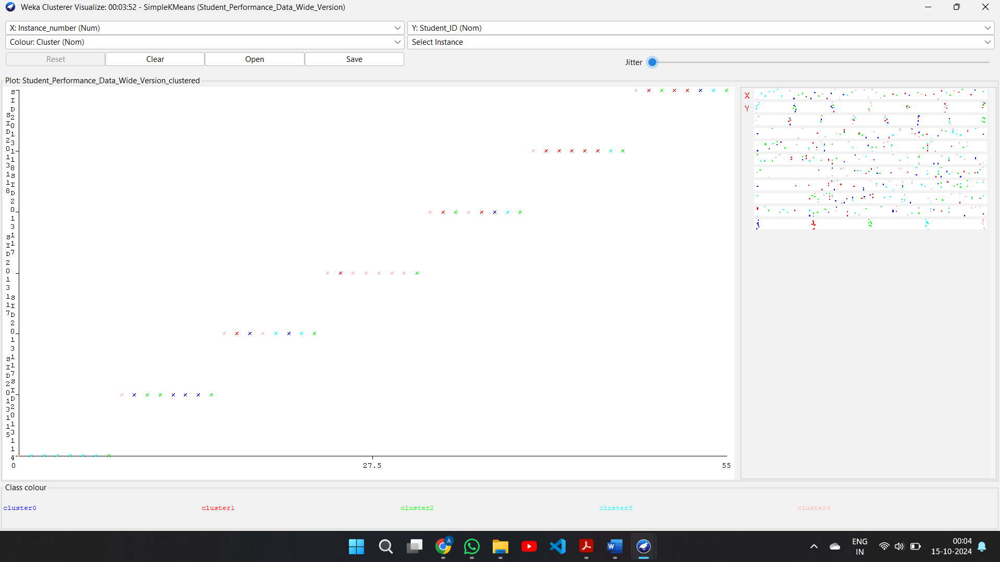 Weka Clusterer Visualize: 00:03:52 - SimpleKMeans (Student_Performance_Data_Wide_Version)
X: Instance_number (Num)
Y: Student_ID (Nom)
Colour: Cluster (Nom)
Select Instance
Reset
Clear
Open
Save
Jitter
Plot: Student_Performance_Data_Wide_Version_clustered
X
Y
0
27.5
55
Class colour
cluster0
cluster1
cluster2
cluster3
cluster4
A
W
ENG
IN
00:04
15-10-2024